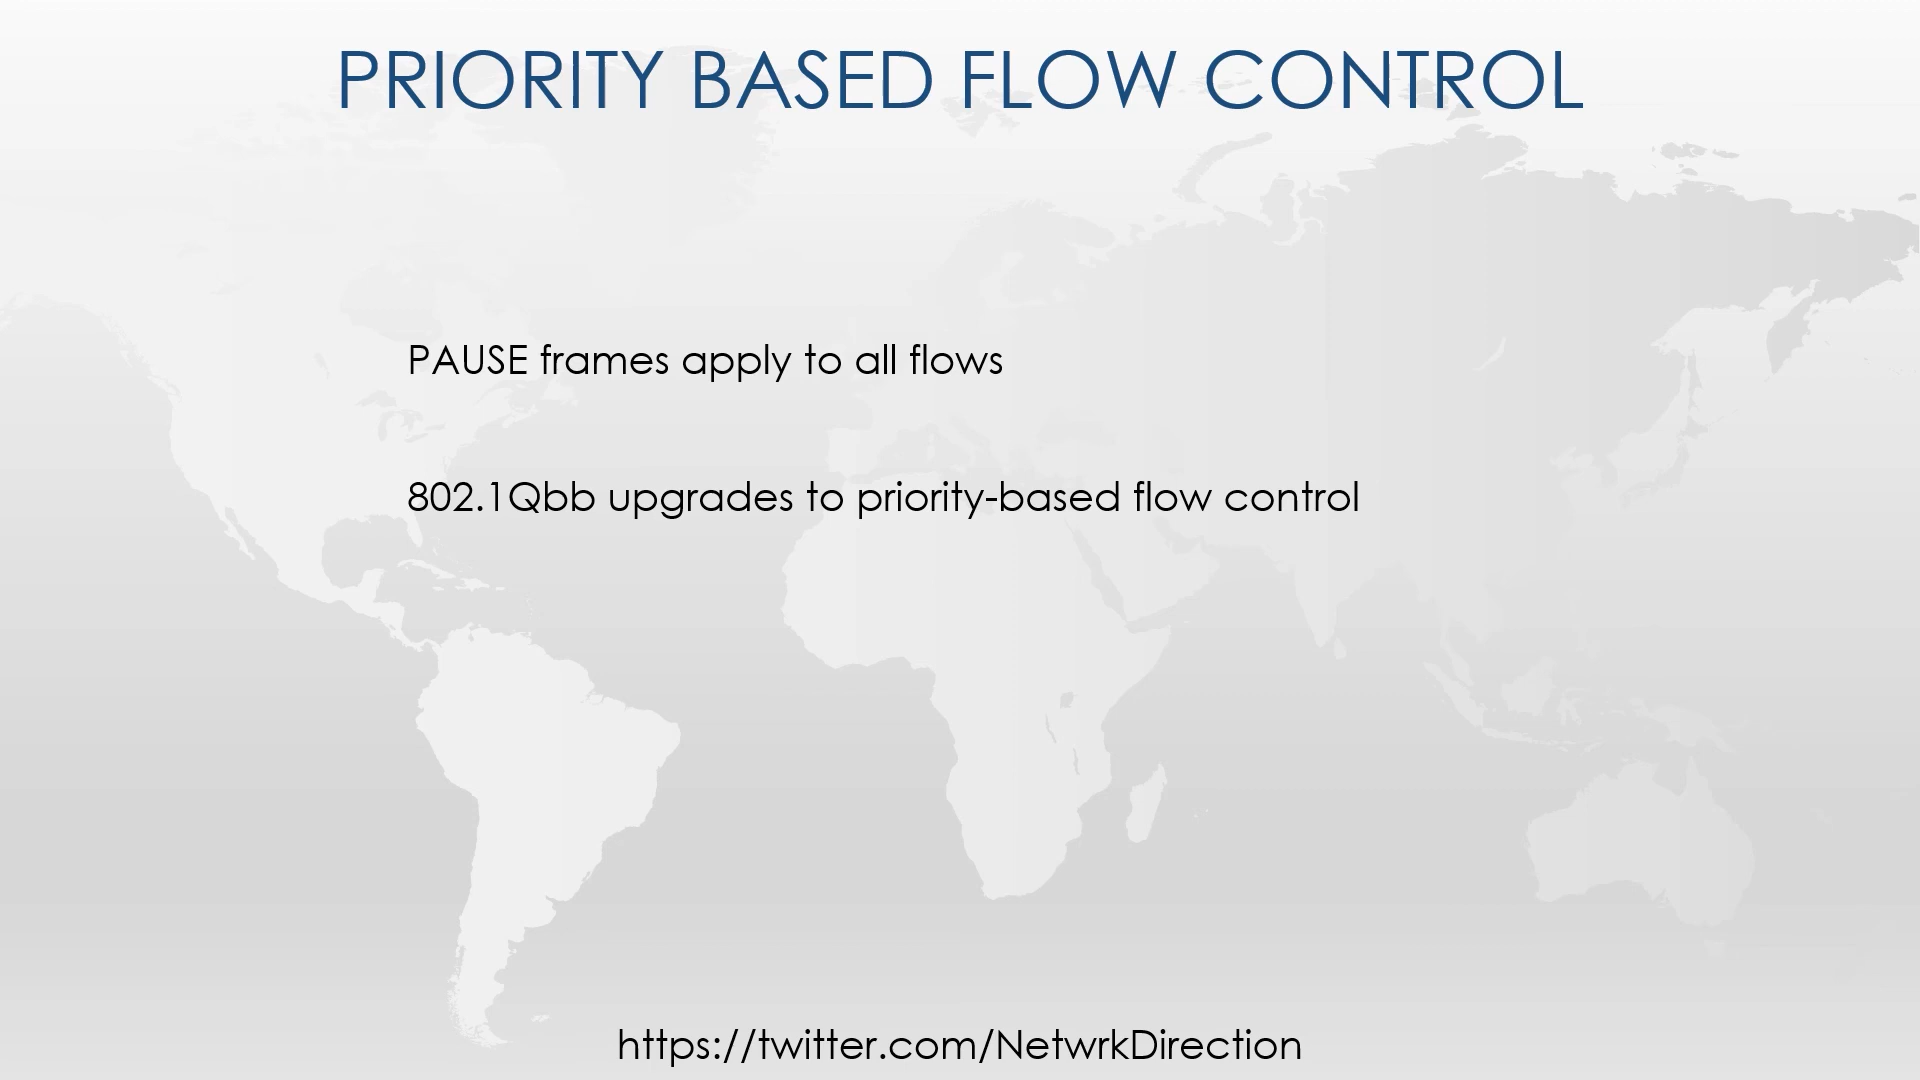 PRIORITY BASED FLOW CONTROL
PAUSE frames apply to all flows
802.1Qbb upgrades to priority-based flow control
https://twitter.com/NetwrkDirection